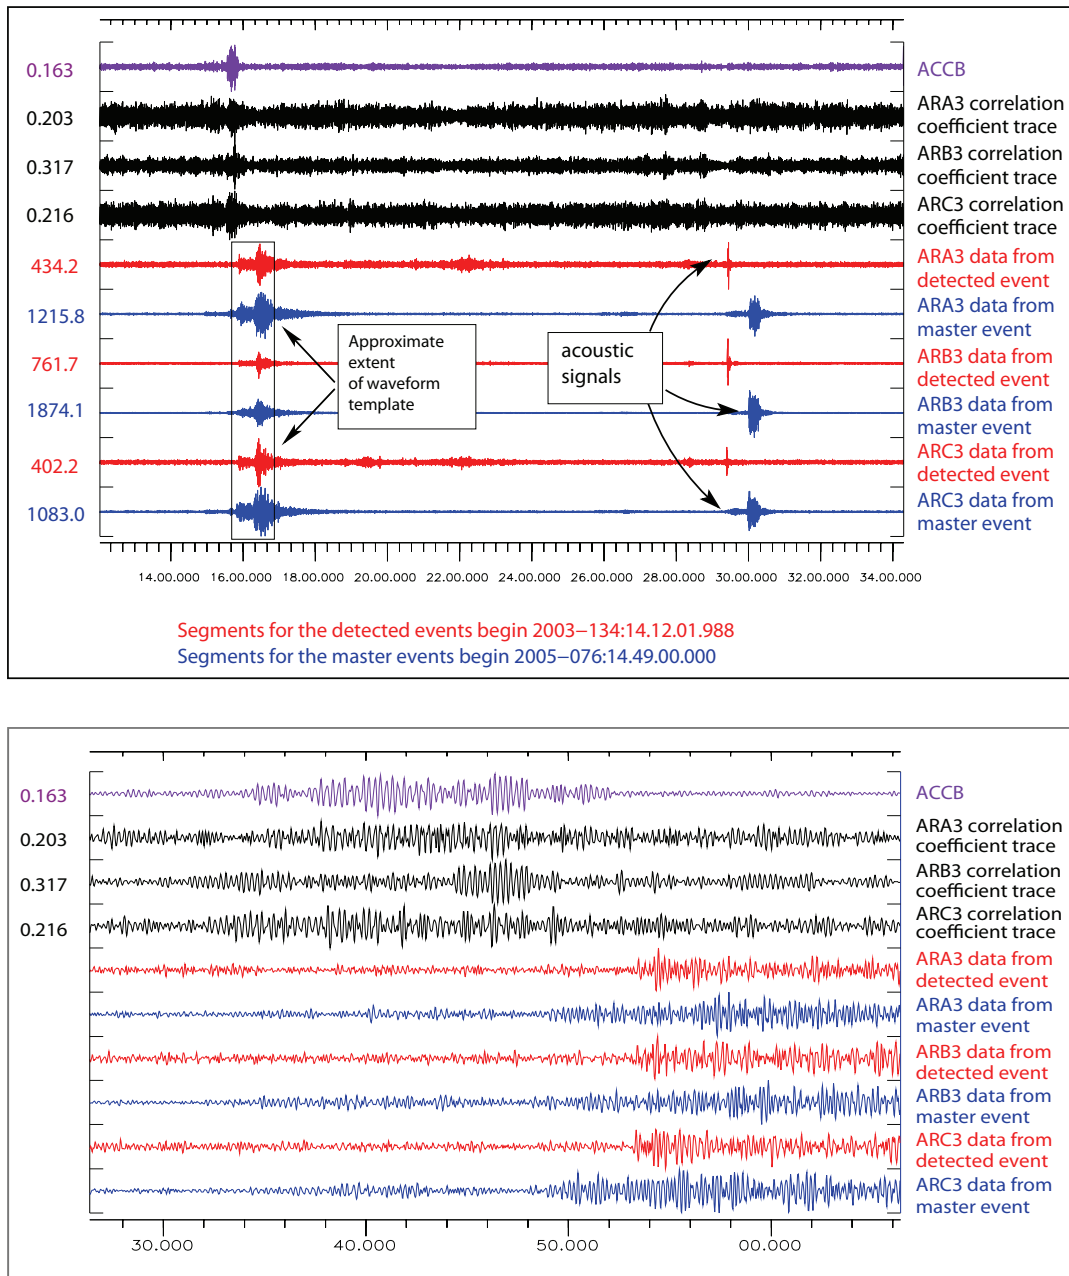 0.163
ACCB
0.203
ARA3 correlation
coefficient trace
0.317
ARB3 correlation
coefficient trace
0.216
ARC3 correlation
coefficient trace
434.2
ARA3 data from
detected event
1215.8
ARA3 data from
master event
761.7
ARB3 data from
detected event
1874.1
ARB3 data from
master event
402.2
ARC3 data from
detected event
1083.0
ARC3 data from
master event
Approximate
extent
of waveform
template
acoustic
signals
14.00.000 16.00.000 18.00.000 20.00.000 22.00.000 24.00.000 26.00.000 28.00.000 30.00.000 32.00.000 34.00.000
Segments for the detected events begin 2003−134:14.12.01.988
Segments for the master events begin 2005−076:14.49.00.000
0.163
ACCB
0.203
ARA3 correlation
coefficient trace
0.317
ARB3 correlation
coefficient trace
0.216
ARC3 correlation
coefficient trace
ARA3 data from
detected event
ARA3 data from
master event
ARB3 data from
detected event
ARB3 data from
master event
ARC3 data from
detected event
ARC3 data from
master event
30.000 40.000 50.000 00.000